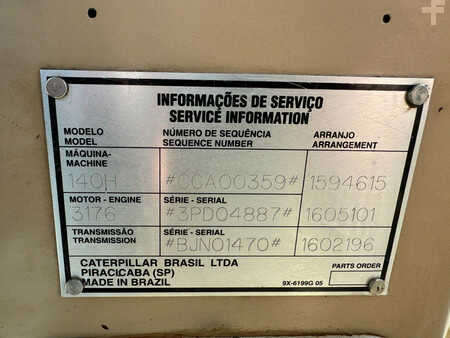 INFORMAÇÕES DE SERVIÇO
SERVICE INFORMATION
MODELO NÚMERO DE SEQUÊNCIA ARRANJO
MODEL SEQUENCE NUMBER ARRANGEMENT
MÁQUINA-
MACHINE
140H #CCA00359# 1594615
MOTOR - ENGINE SÉRIE - SERIAL
3176 #3PD04887# 1605101
TRANSMISSÃO SÉRIE - SERIAL
TRANSMISSION #BJN01470# 1602196
CATERPILLAR BRASIL LTDA PARTS ORDER
PIRACICABA (SP)
MADE IN BRAZIL 9X-6199G 05